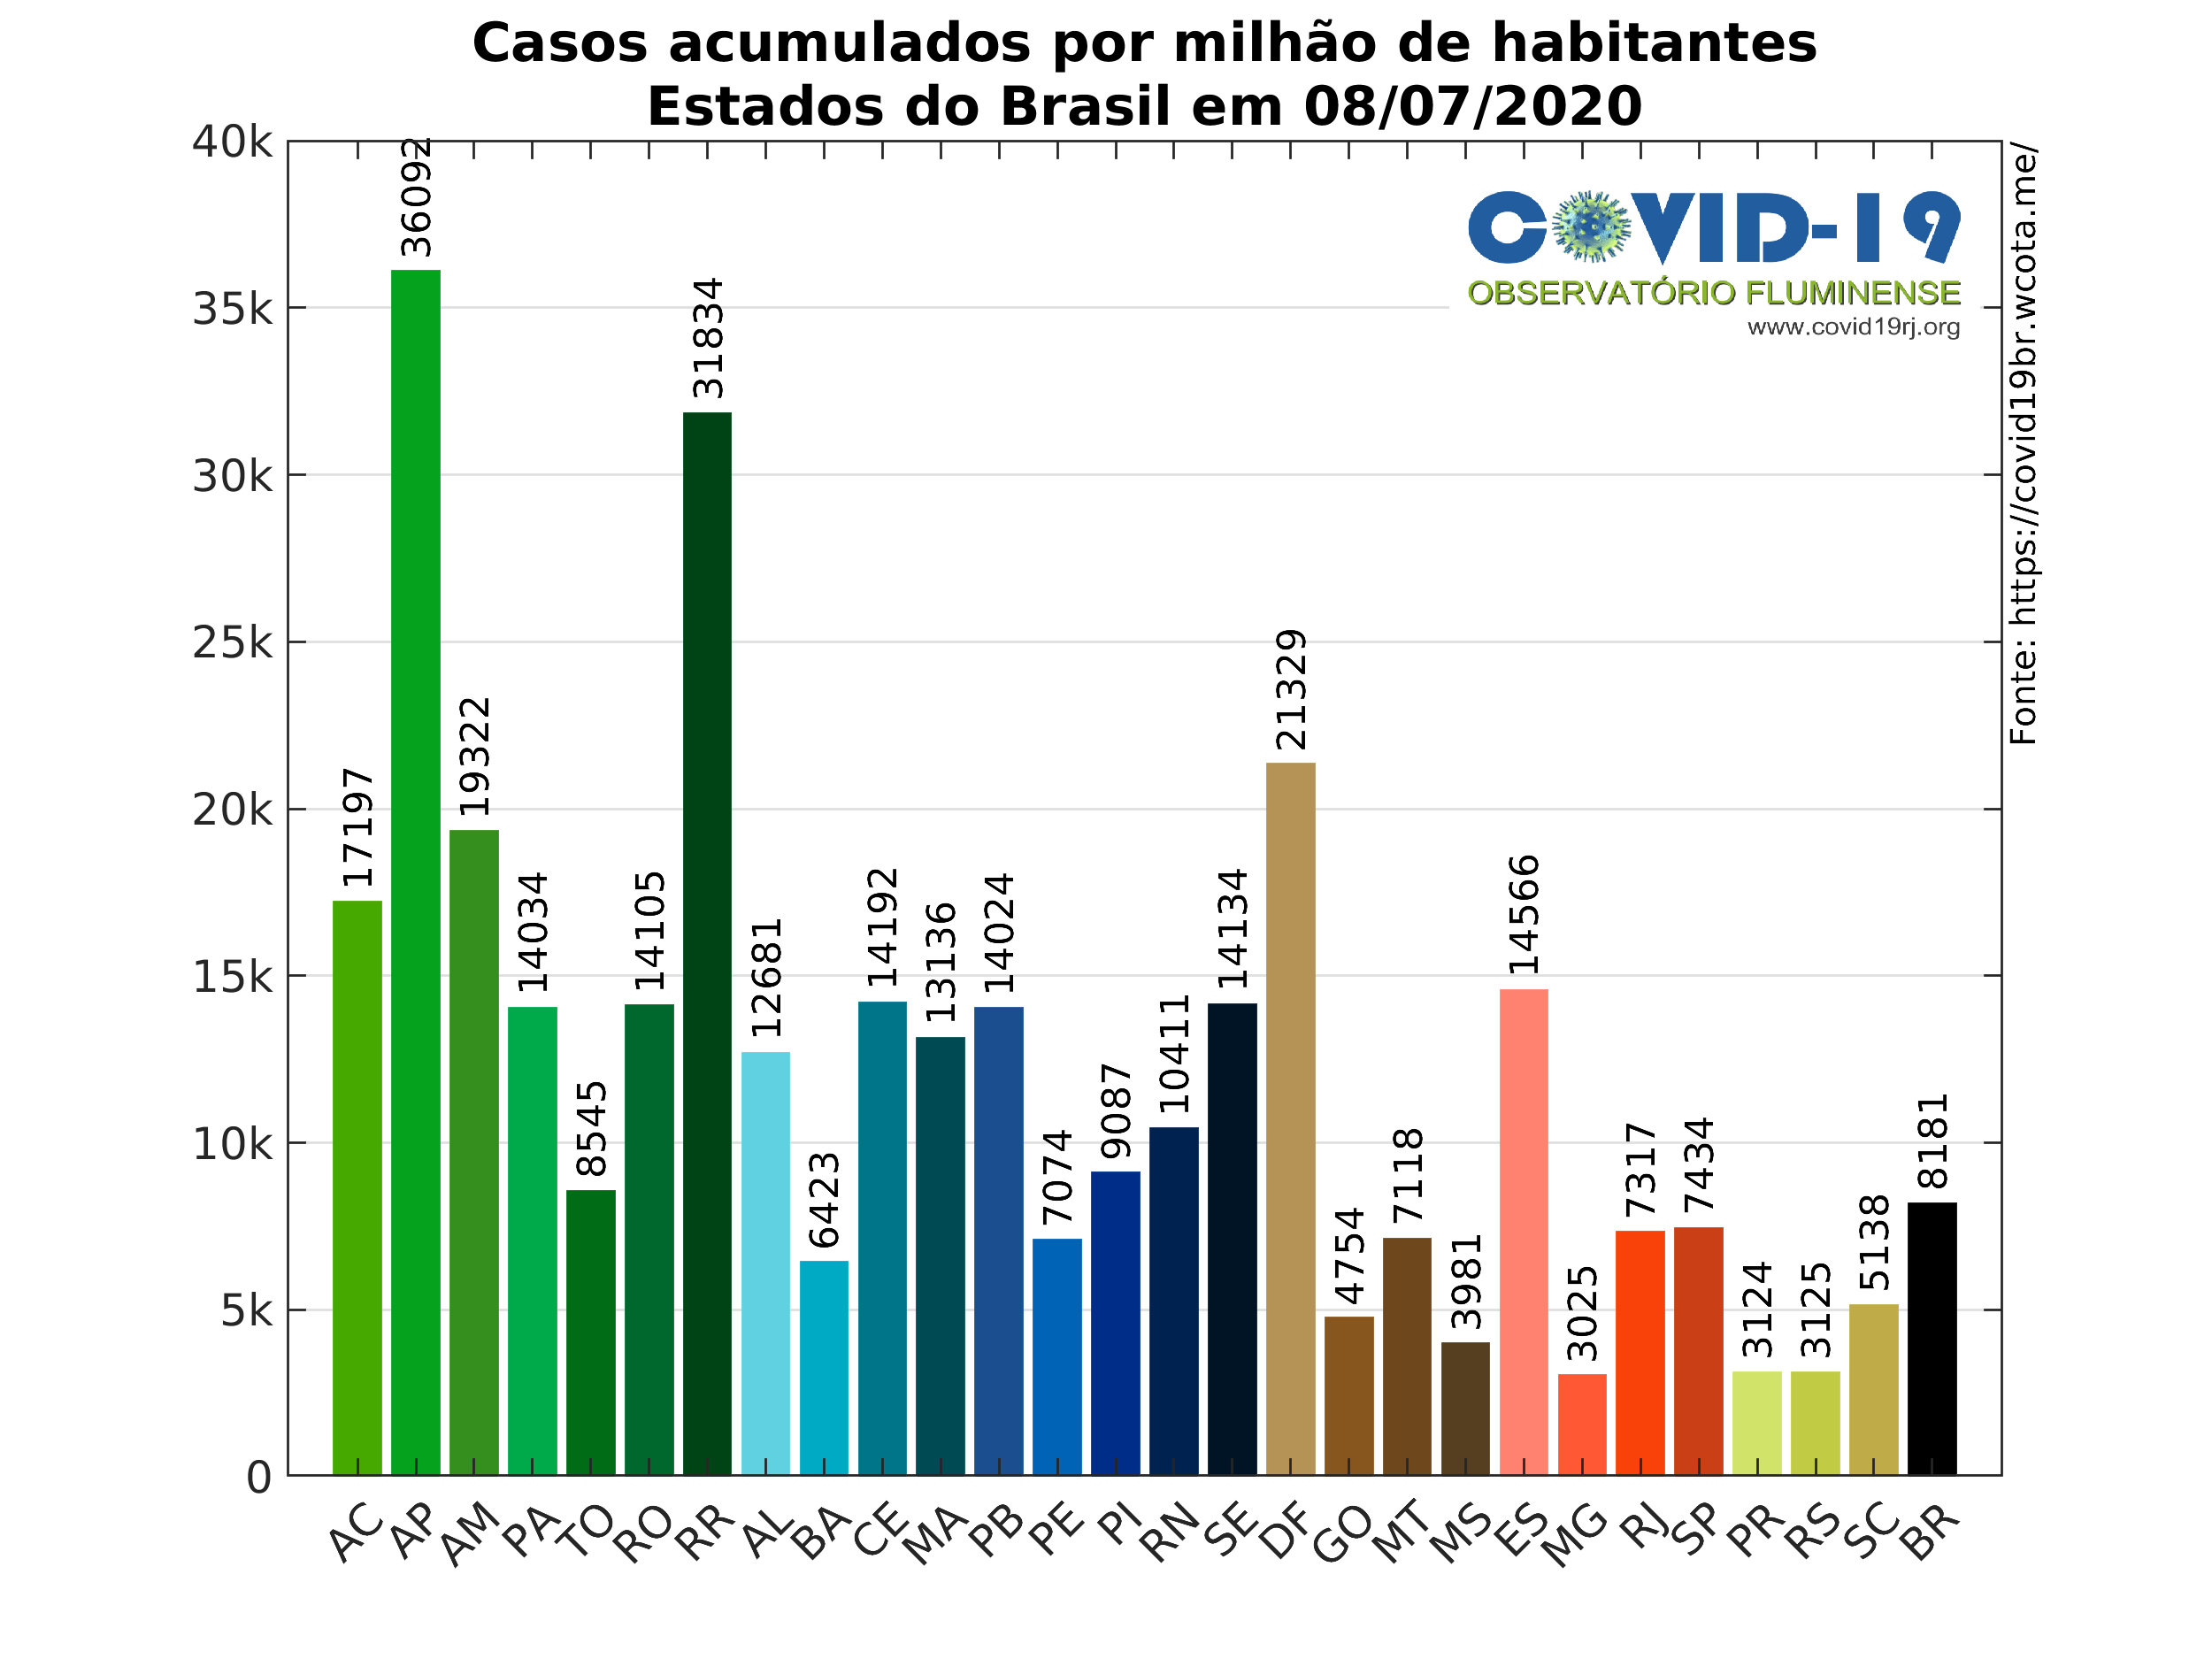 Casos acumulados por milhão de habitantes
Estados do Brasil em 08/07/2020
COVID-19
OBSERVATÓRIO FLUMINENSE
www.covid19rj.org
Fonte: https://covid19br.wcota.me/
40k
35k
30k
25k
20k
15k
10k
5k
0
17197
36092
19322
14034
8545
14105
31834
12681
6423
14192
13136
14024
7074
9087
10411
14134
21329
4754
7118
3981
14566
3025
7317
7434
3124
3125
5138
8181
AC AP AM PA TO RO RR AL BA CE MA PB PE PI RN SE DF GO MT MS ES MG RJ SP PR RS SC BR